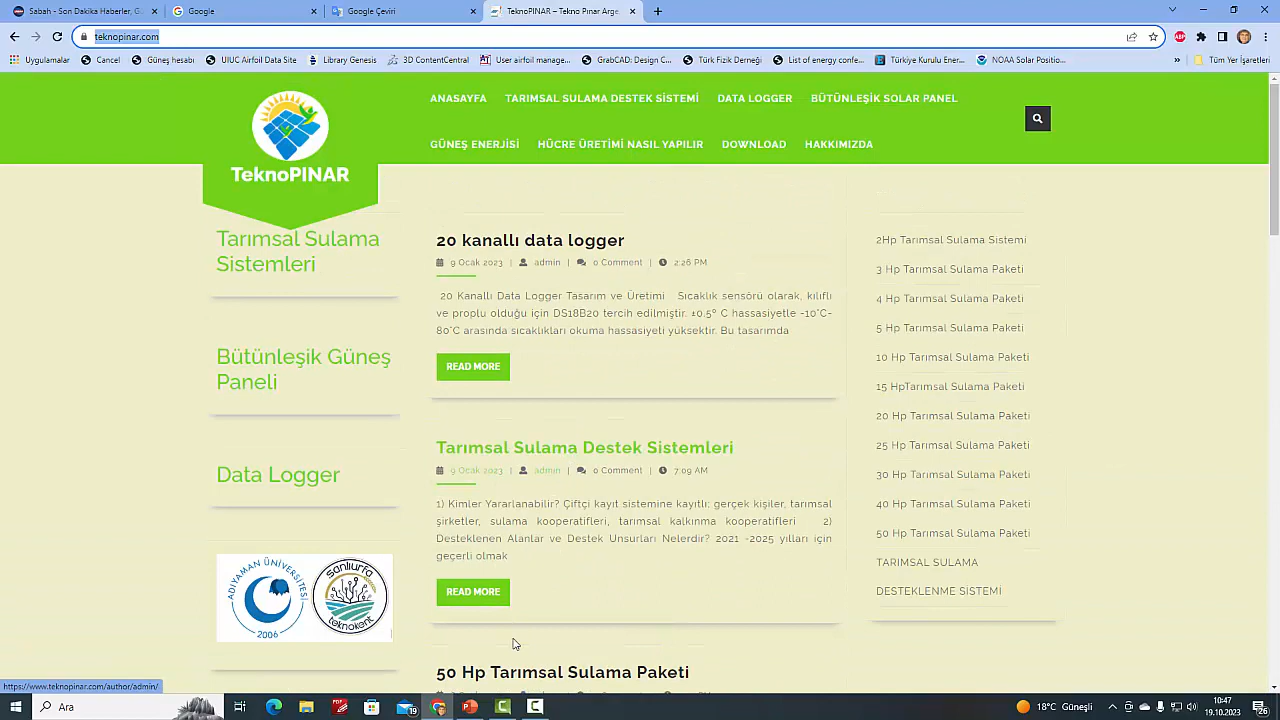 Sabah - Son Dakika Haberler, G
Google
Google Çeviri
TeknoPINAR – Tekno Pınar Arge
teknopinar.com
ABP
Uygulamalar
Cancel
Güneş hesabı
UIUC Airfoil Data Site
Library Genesis
3D ContentCentral
User airfoil manage...
GrabCAD: Design C...
Türk Fizik Derneği
List of energy confe...
Türkiye Kurulu Ener...
NOAA Solar Positio...
Tüm Yer İşaretleri
TeknoPINAR
ANASAYFA
TARIMSAL SULAMA DESTEK SİSTEMİ
DATA LOGGER
BÜTÜNLEŞİK SOLAR PANEL
GÜNEŞ ENERJİSİ
HÜCRE ÜRETİMİ NASIL YAPILIR
DOWNLOAD
HAKKIMIZDA
Tarımsal Sulama
Sistemleri
Bütünleşik Güneş
Paneli
Data Logger
ADIYAMAN ÜNİVERSİTESİ
2006
şanlıurfa
teknokent
20 kanallı data logger
9 Ocak 2023 | admin | 0 Comment | 2:26 PM
20 Kanallı Data Logger Tasarım ve Üretimi Sıcaklık sensörü olarak, kılıflı
ve proplu olduğu için DS18B20 tercih edilmiştir. ±0.5º C hassasiyetle -10°C-
80°C arasında sıcaklıkları okuma hassasiyeti yüksektir. Bu tasarımda
READ MORE
Tarımsal Sulama Destek Sistemleri
9 Ocak 2023 | admin | 0 Comment | 7:09 AM
1) Kimler Yararlanabilir? Çiftçi kayıt sistemine kayıtlı; gerçek kişiler, tarımsal
şirketler, sulama kooperatifleri, tarımsal kalkınma kooperatifleri 2)
Desteklenen Alanlar ve Destek Unsurları Nelerdir? 2021 -2025 yılları için
geçerli olmak
READ MORE
50 Hp Tarımsal Sulama Paketi
2Hp Tarımsal Sulama Sistemi
3 Hp Tarımsal Sulama Paketi
4 Hp Tarımsal Sulama Paketi
5 Hp Tarımsal Sulama Paketi
10 Hp Tarımsal Sulama Paketi
15 HpTarımsal Sulama Paketi
20 Hp Tarımsal Sulama Paketi
25 Hp Tarımsal Sulama Paketi
30 Hp Tarımsal Sulama Paketi
40 Hp Tarımsal Sulama Paketi
50 Hp Tarımsal Sulama Paketi
TARIMSAL SULAMA
DESTEKLENME SİSTEMİ
https://www.teknopinar.com/author/admin/
Ara
18°C Güneşli
10:47
19.10.2023